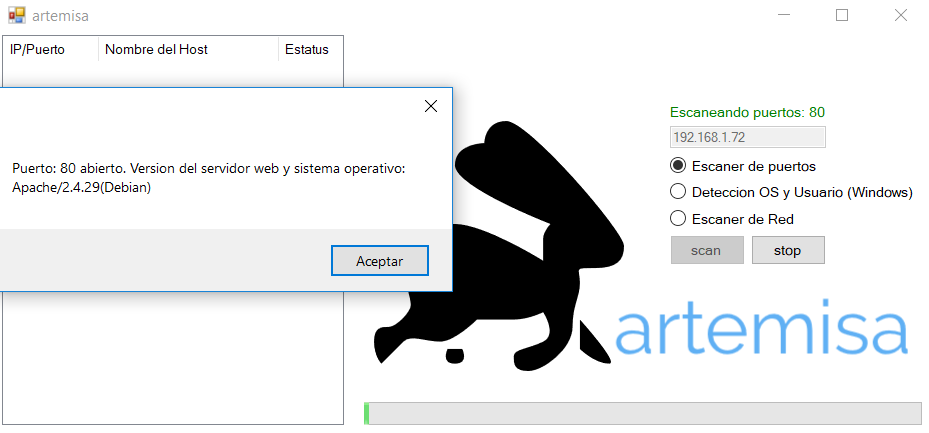 artemisa
IP/Puerto Nombre del Host Estatus
Puerto: 80 abierto. Version del servidor web y sistema operativo:
Apache/2.4.29(Debian)
Aceptar
Escaneando puertos: 80
192.168.1.72
Escaner de puertos
Deteccion OS y Usuario (Windows)
Escaner de Red
scan stop
artemisa